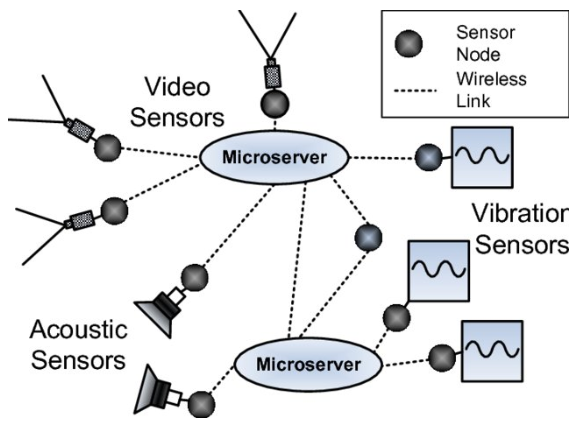 Sensor
Node
Wireless
Link
Video
Sensors
Microserver
Vibration
Sensors
Acoustic
Sensors
Microserver